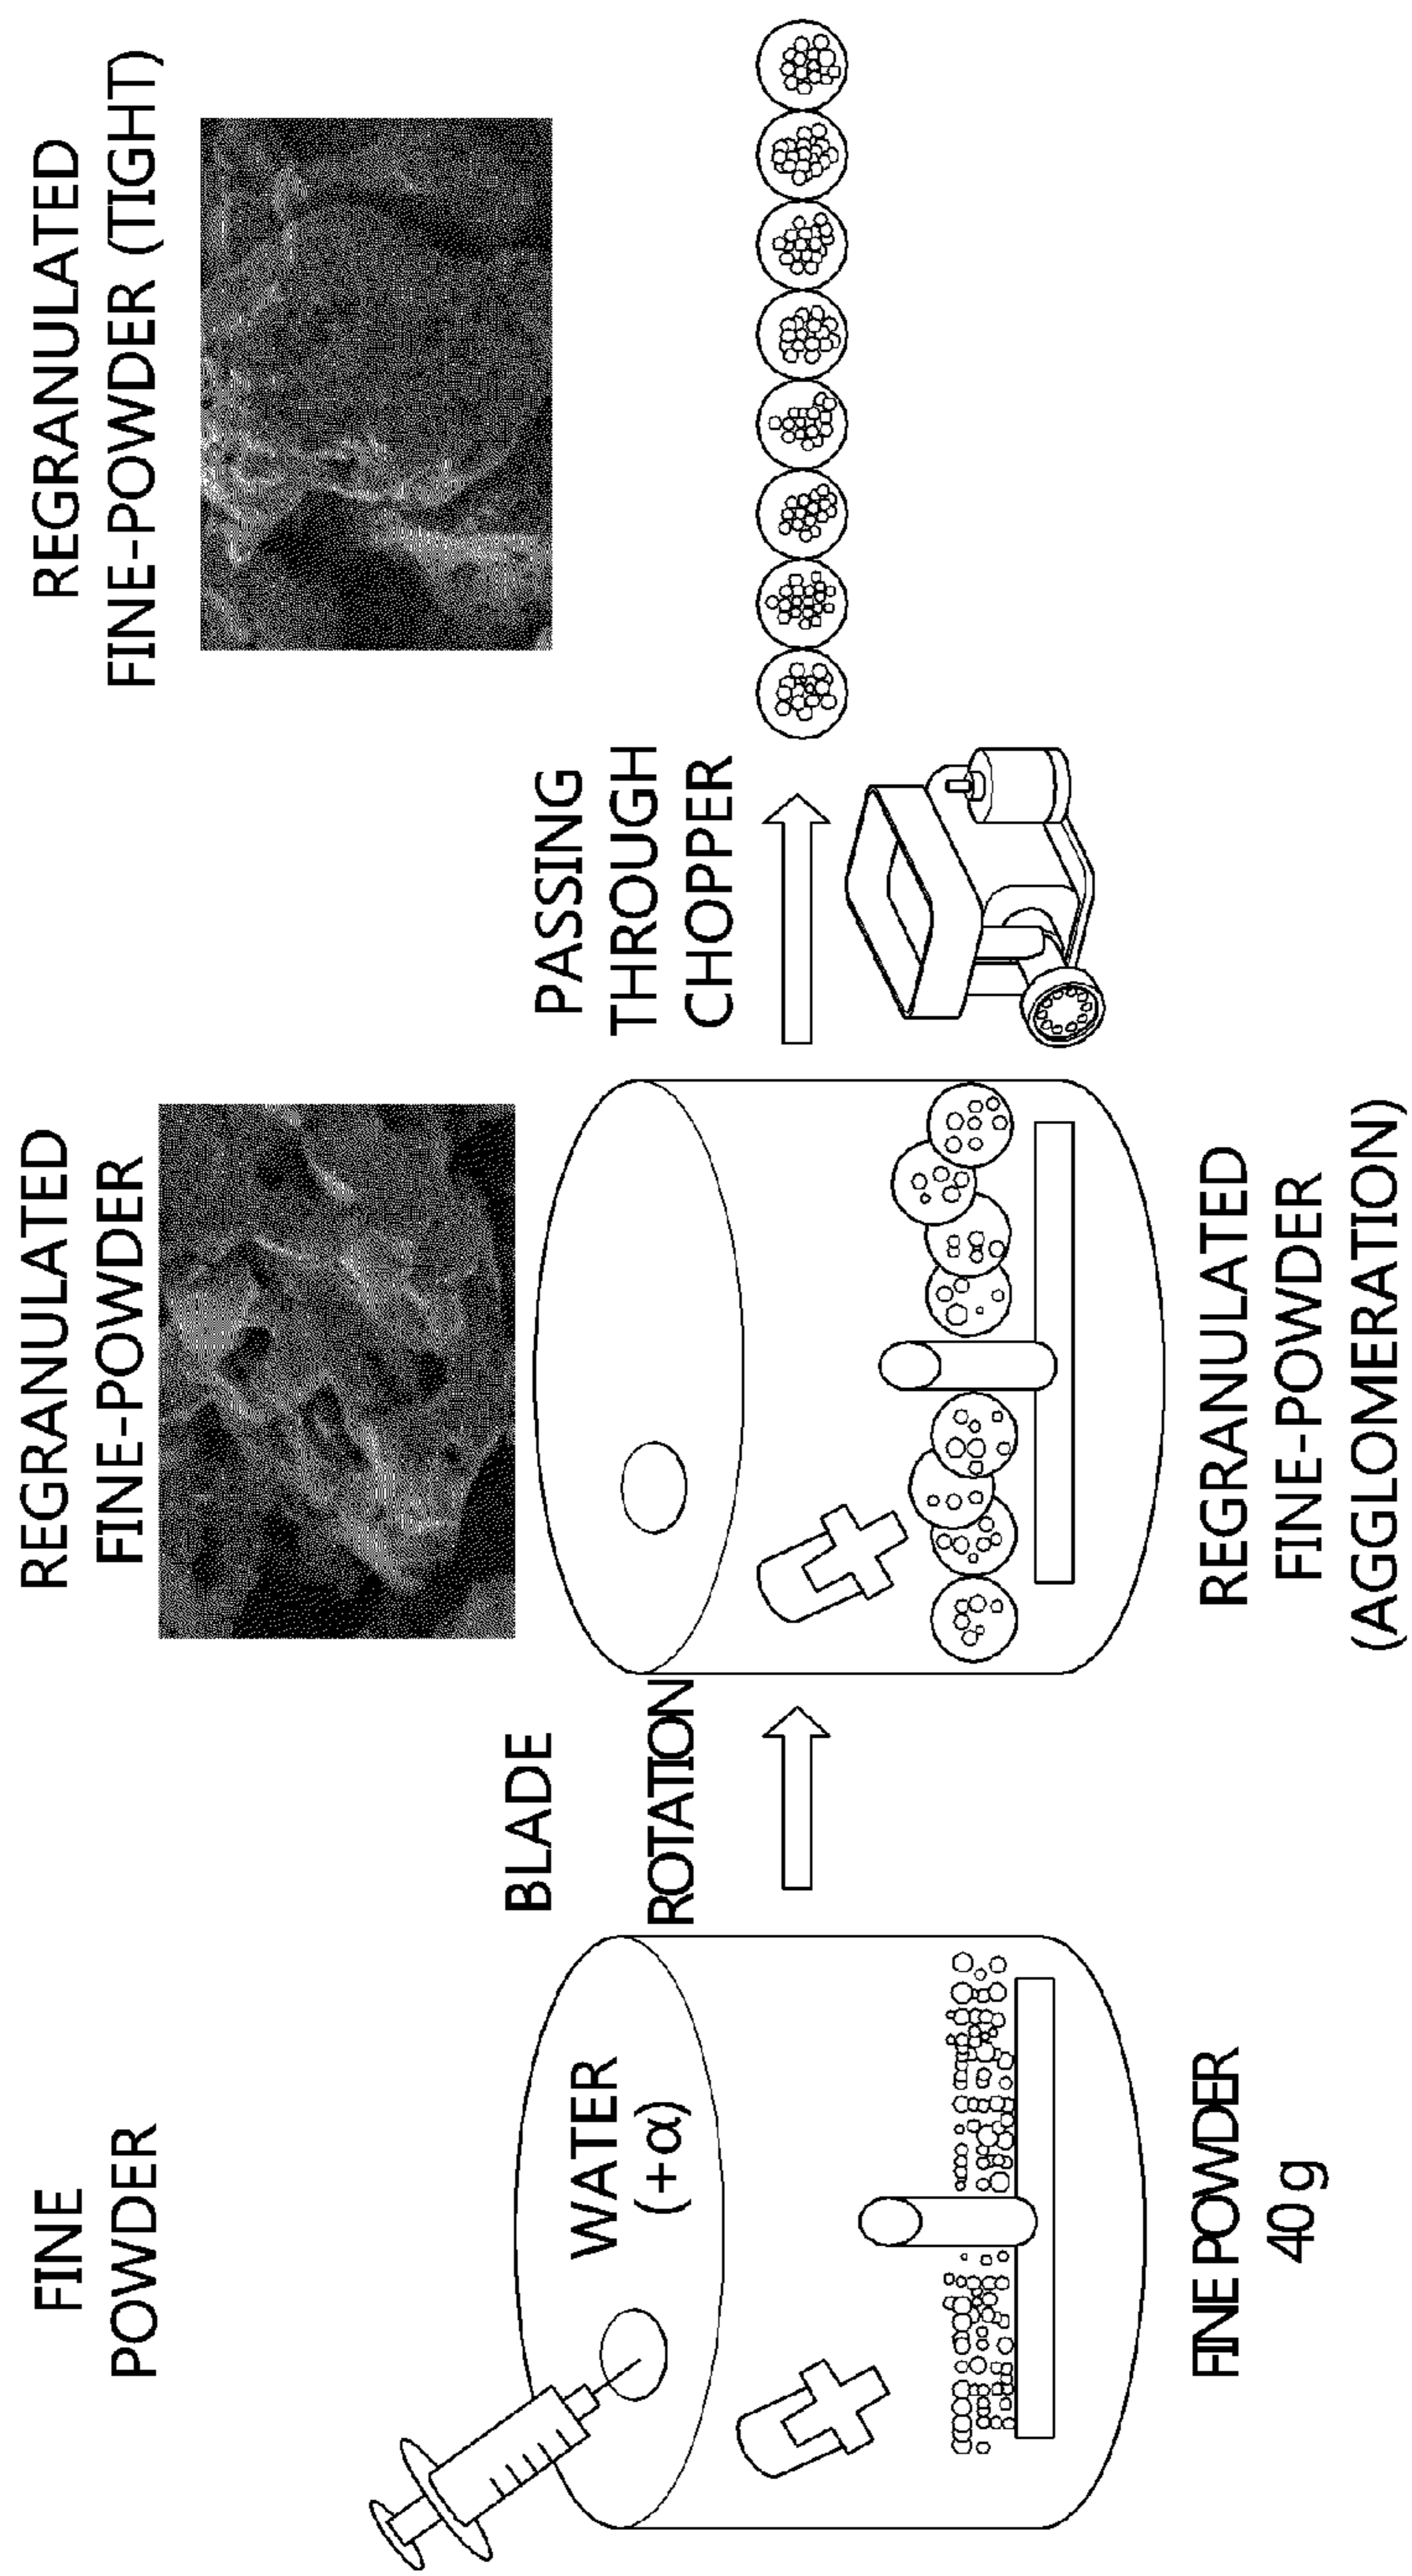 FINE
POWDER
WATER
(+α)
FINE POWDER
40 g
BLADE
ROTATION
REGRANULATED
FINE-POWDER
REGRANULATED
FINE-POWDER
(AGGLOMERATION)
PASSING
THROUGH
CHOPPER
REGRANULATED
FINE-POWDER (TIGHT)